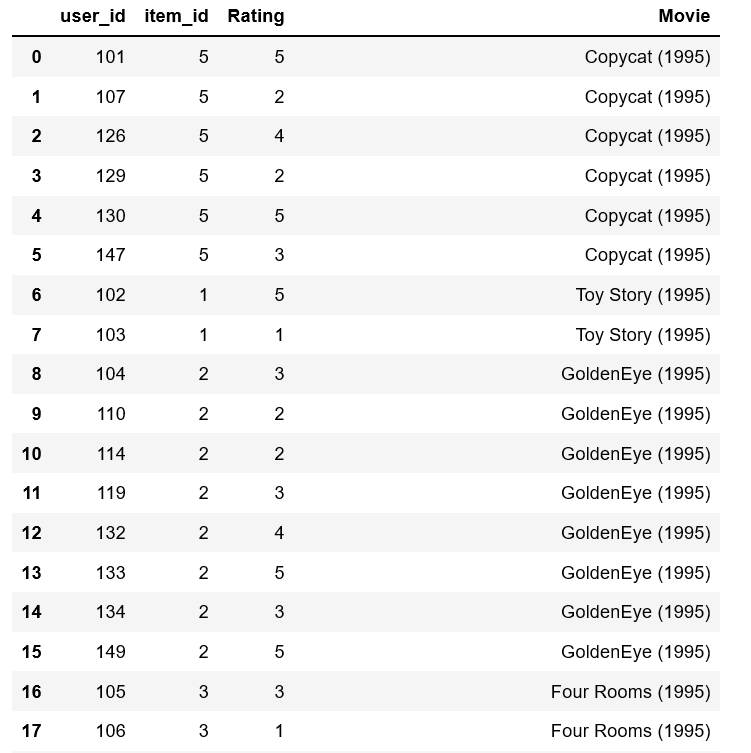 user_id item_id Rating Movie
0 101 5 5 Copycat (1995)
1 107 5 2 Copycat (1995)
2 126 5 4 Copycat (1995)
3 129 5 2 Copycat (1995)
4 130 5 5 Copycat (1995)
5 147 5 3 Copycat (1995)
6 102 1 5 Toy Story (1995)
7 103 1 1 Toy Story (1995)
8 104 2 3 GoldenEye (1995)
9 110 2 2 GoldenEye (1995)
10 114 2 2 GoldenEye (1995)
11 119 2 3 GoldenEye (1995)
12 132 2 4 GoldenEye (1995)
13 133 2 5 GoldenEye (1995)
14 134 2 3 GoldenEye (1995)
15 149 2 5 GoldenEye (1995)
16 105 3 3 Four Rooms (1995)
17 106 3 1 Four Rooms (1995)